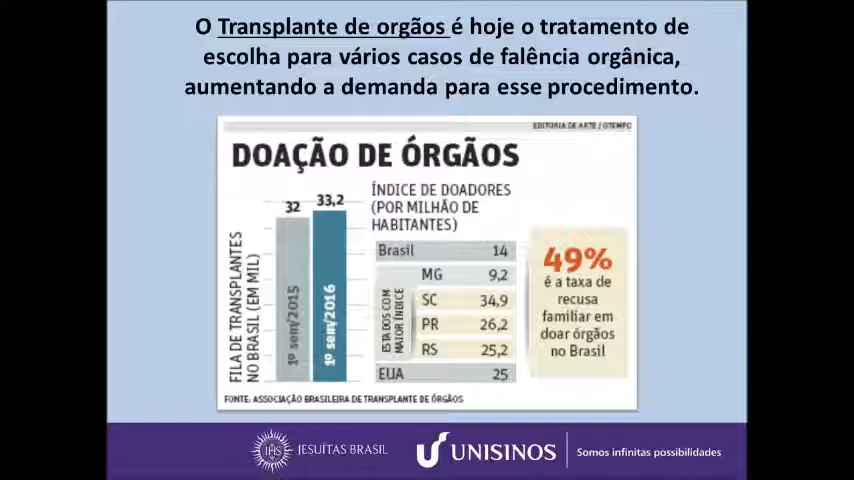 O Transplante de orgãos é hoje o tratamento de
escolha para vários casos de falência orgânica,
aumentando a demanda para esse procedimento.
EDITORIA DE ARTE / OTEMPO
DOAÇÃO DE ÓRGÃOS
FILA DE TRANSPLANTES
NO BRASIL (EM MIL)
32
33,2
1º sem/2015
1º sem/2016
ÍNDICE DE DOADORES
(POR MILHÃO DE
HABITANTES)
Brasil 14
MG 9,2
ESTADOS COM
MAIOR ÍNDICE
SC 34,9
PR 26,2
RS 25,2
EUA 25
49%
é a taxa de
recusa
familiar em
doar órgãos
no Brasil
FONTE: ASSOCIAÇÃO BRASILEIRA DE TRANSPLANTE DE ÓRGÃOS
IHS
JESUÍTAS BRASIL
UNISINOS
Somos infinitas possibilidades